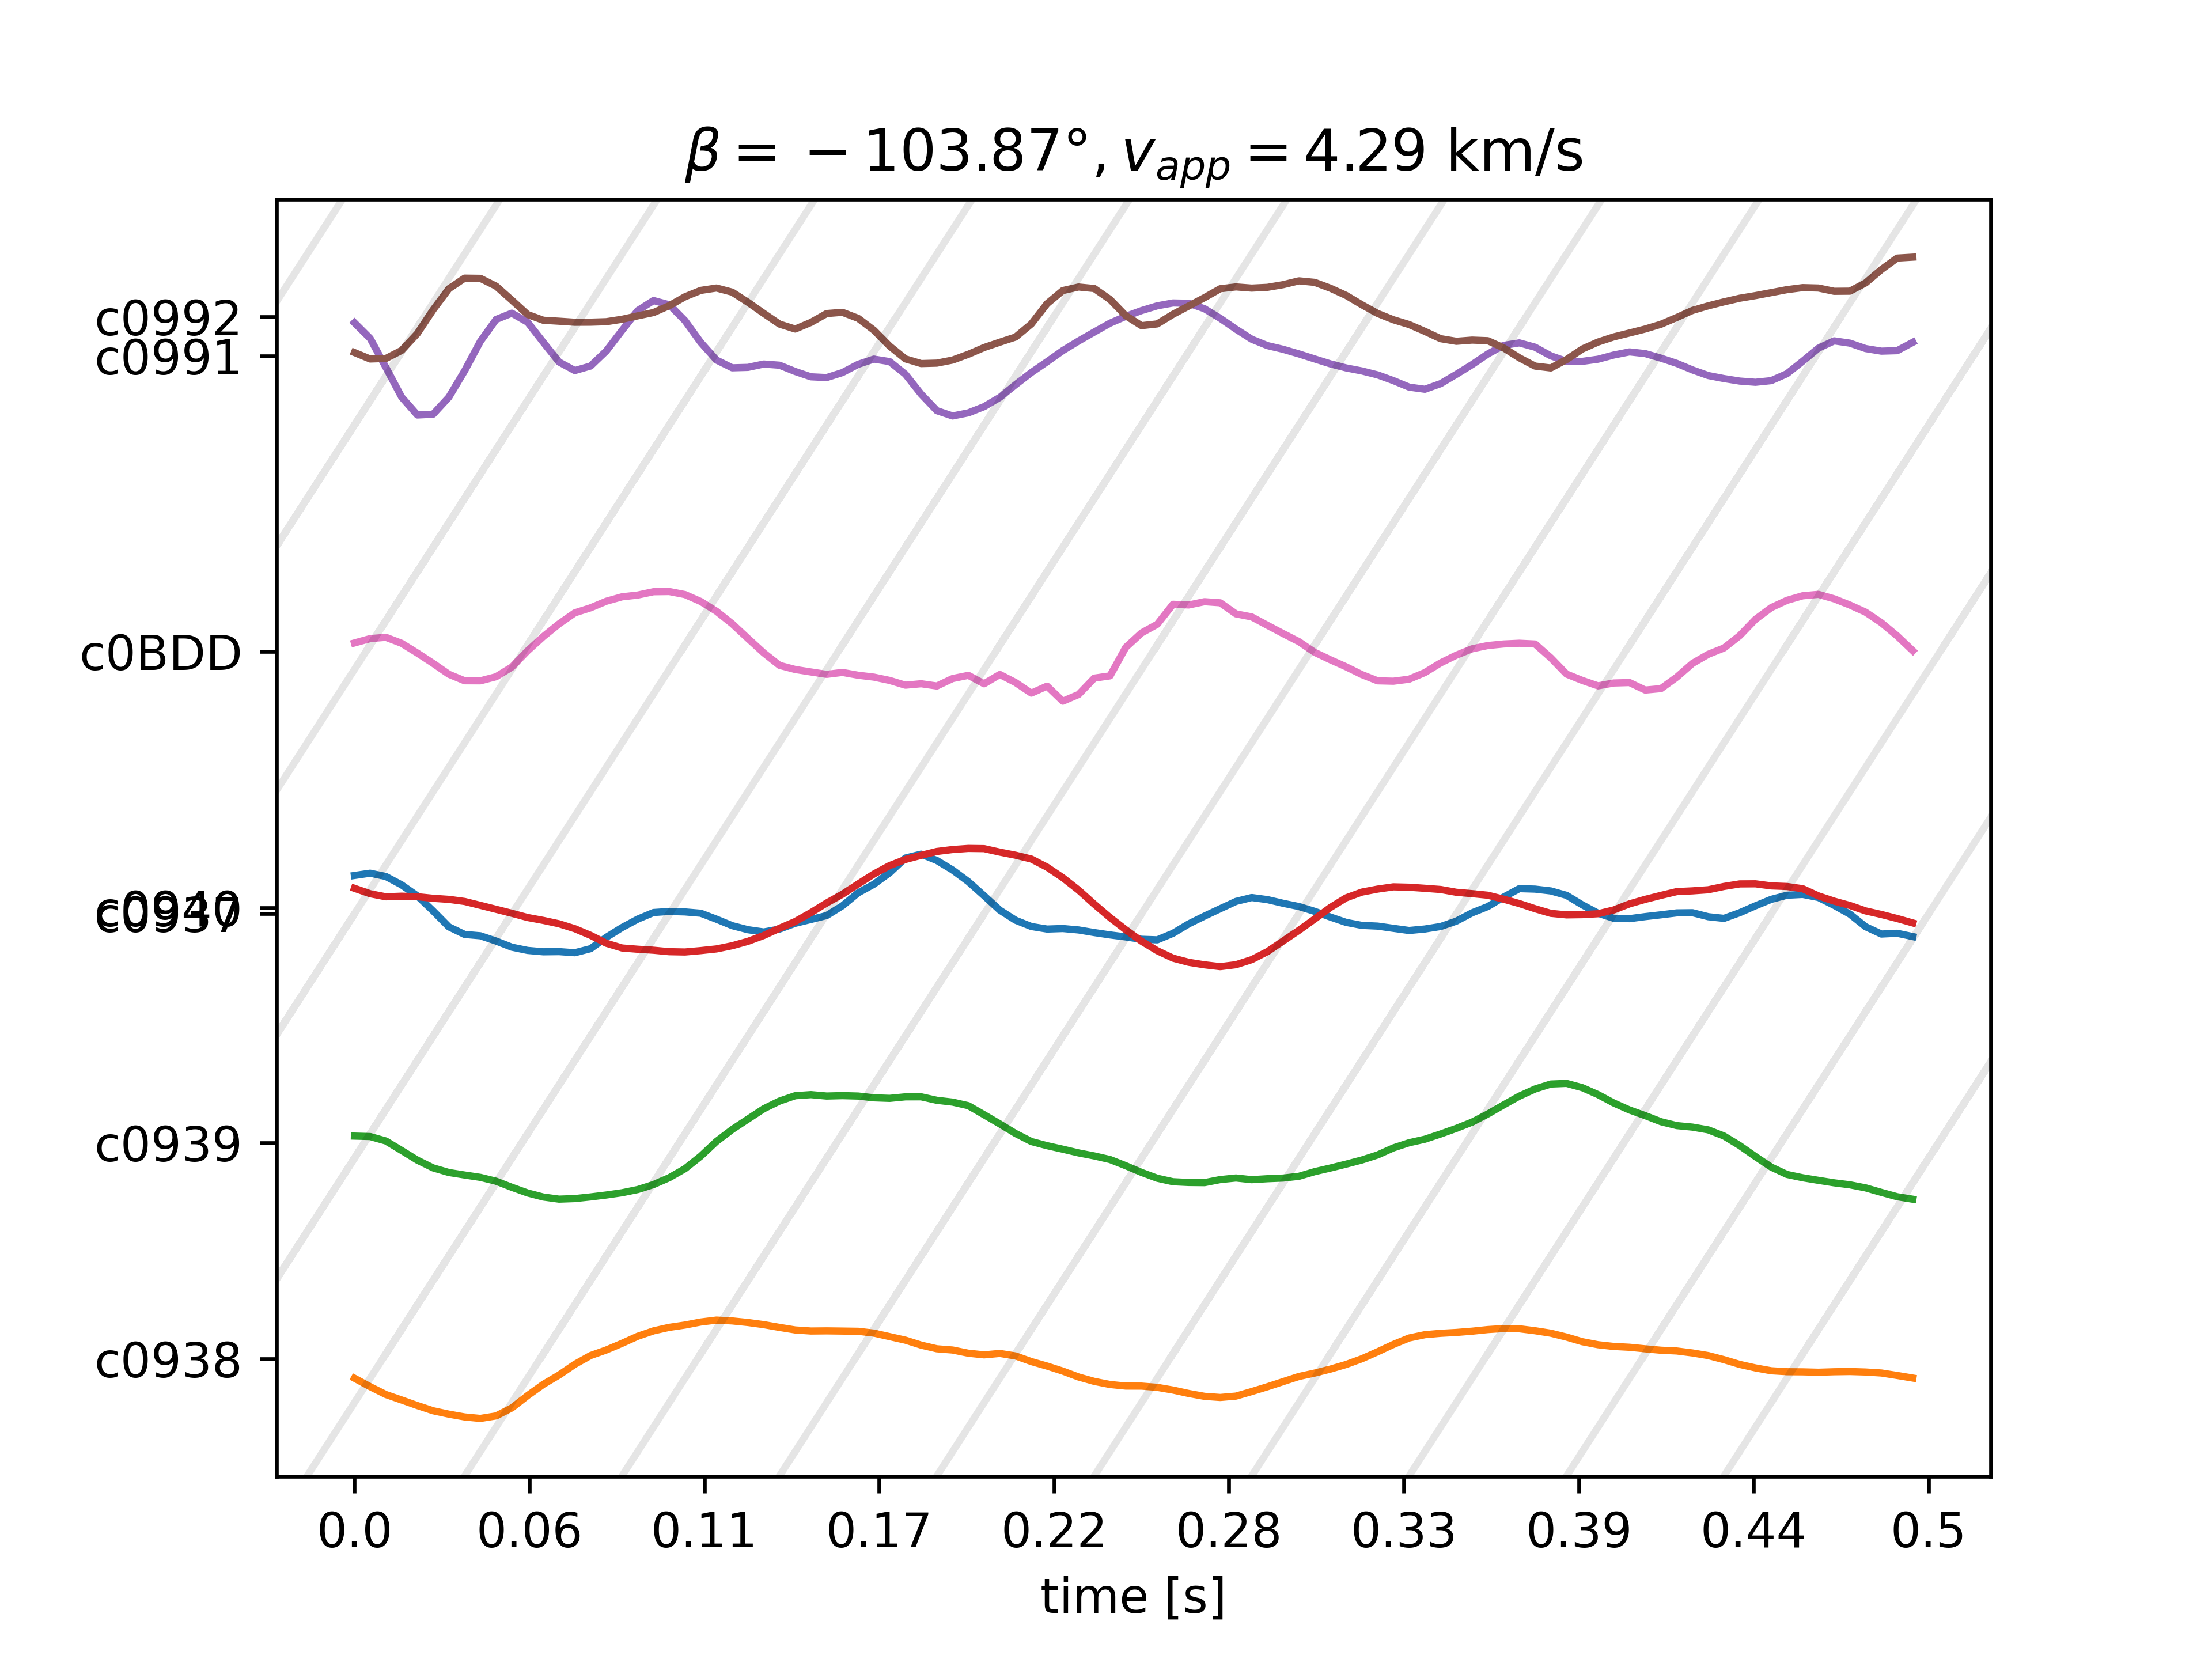 β = −103.87°, v_app = 4.29 km/s
c0992
c0991
c0BDD
c0939
c0938
0.0 0.06 0.11 0.17 0.22 0.28 0.33 0.39 0.44 0.5
time [s]